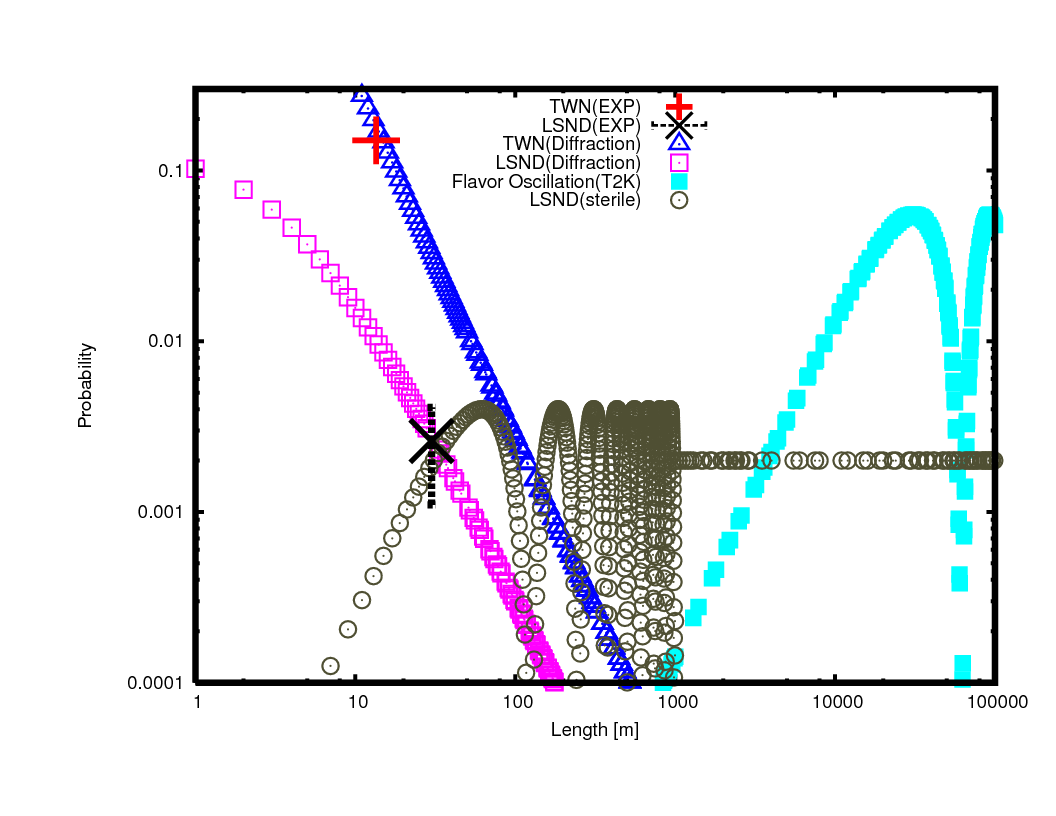 TWN(EXP)
LSND(EXP)
TWN(Diffraction)
LSND(Diffraction)
Flavor Oscillation(T2K)
LSND(sterile)
0.1
0.01
0.001
0.0001
Probability
1 10 100 1000 10000 100000
Length [m]